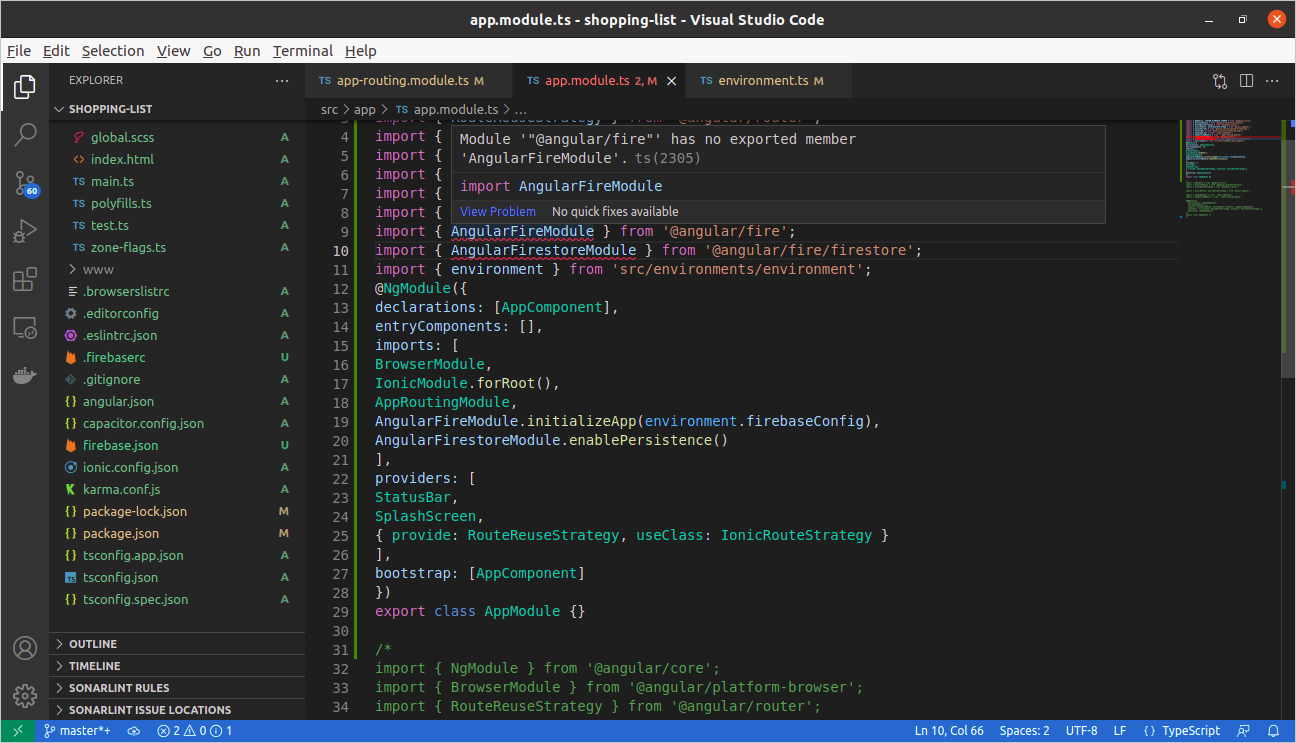 app.module.ts - shopping-list - Visual Studio Code
File Edit Selection View Go Run Terminal Help
EXPLORER
SHOPPING-LIST
global.scss A
index.html A
TS main.ts A
TS polyfills.ts A
TS test.ts A
TS zone-flags.ts A
www
.browserslistrc A
.editorconfig A
.eslintrc.json A
.firebaserc U
.gitignore A
{} angular.json A
{} capacitor.config.json A
firebase.json U
ionic.config.json A
karma.conf.js A
{} package-lock.json M
{} package.json M
{} tsconfig.app.json A
TS tsconfig.json A
{} tsconfig.spec.json A
OUTLINE
TIMELINE
SONARLINT RULES
SONARLINT ISSUE LOCATIONS
60
TS app-routing.module.ts M
TS app.module.ts 2, M
TS environment.ts M
src > app > TS app.module.ts > ...
3 import { RouteReuseStrategy } from '@angular/router';
4 import {
5 import {
6 import {
7 import {
8 import {
Module '"@angular/fire"' has no exported member
'AngularFireModule'. ts(2305)
import AngularFireModule
View Problem No quick fixes available
9 import { AngularFireModule } from '@angular/fire';
10 import { AngularFirestoreModule } from '@angular/fire/firestore';
11 import { environment } from 'src/environments/environment';
12 @NgModule({
13 declarations: [AppComponent],
14 entryComponents: [],
15 imports: [
16 BrowserModule,
17 IonicModule.forRoot(),
18 AppRoutingModule,
19 AngularFireModule.initializeApp(environment.firebaseConfig),
20 AngularFirestoreModule.enablePersistence()
21 ],
22 providers: [
23 StatusBar,
24 SplashScreen,
25 { provide: RouteReuseStrategy, useClass: IonicRouteStrategy }
26 ],
27 bootstrap: [AppComponent]
28 })
29 export class AppModule {}
30
31 /*
32 import { NgModule } from '@angular/core';
33 import { BrowserModule } from '@angular/platform-browser';
34 import { RouteReuseStrategy } from '@angular/router';
master*+ 2 0 1 Ln 10, Col 66 Spaces: 2 UTF-8 LF {} TypeScript